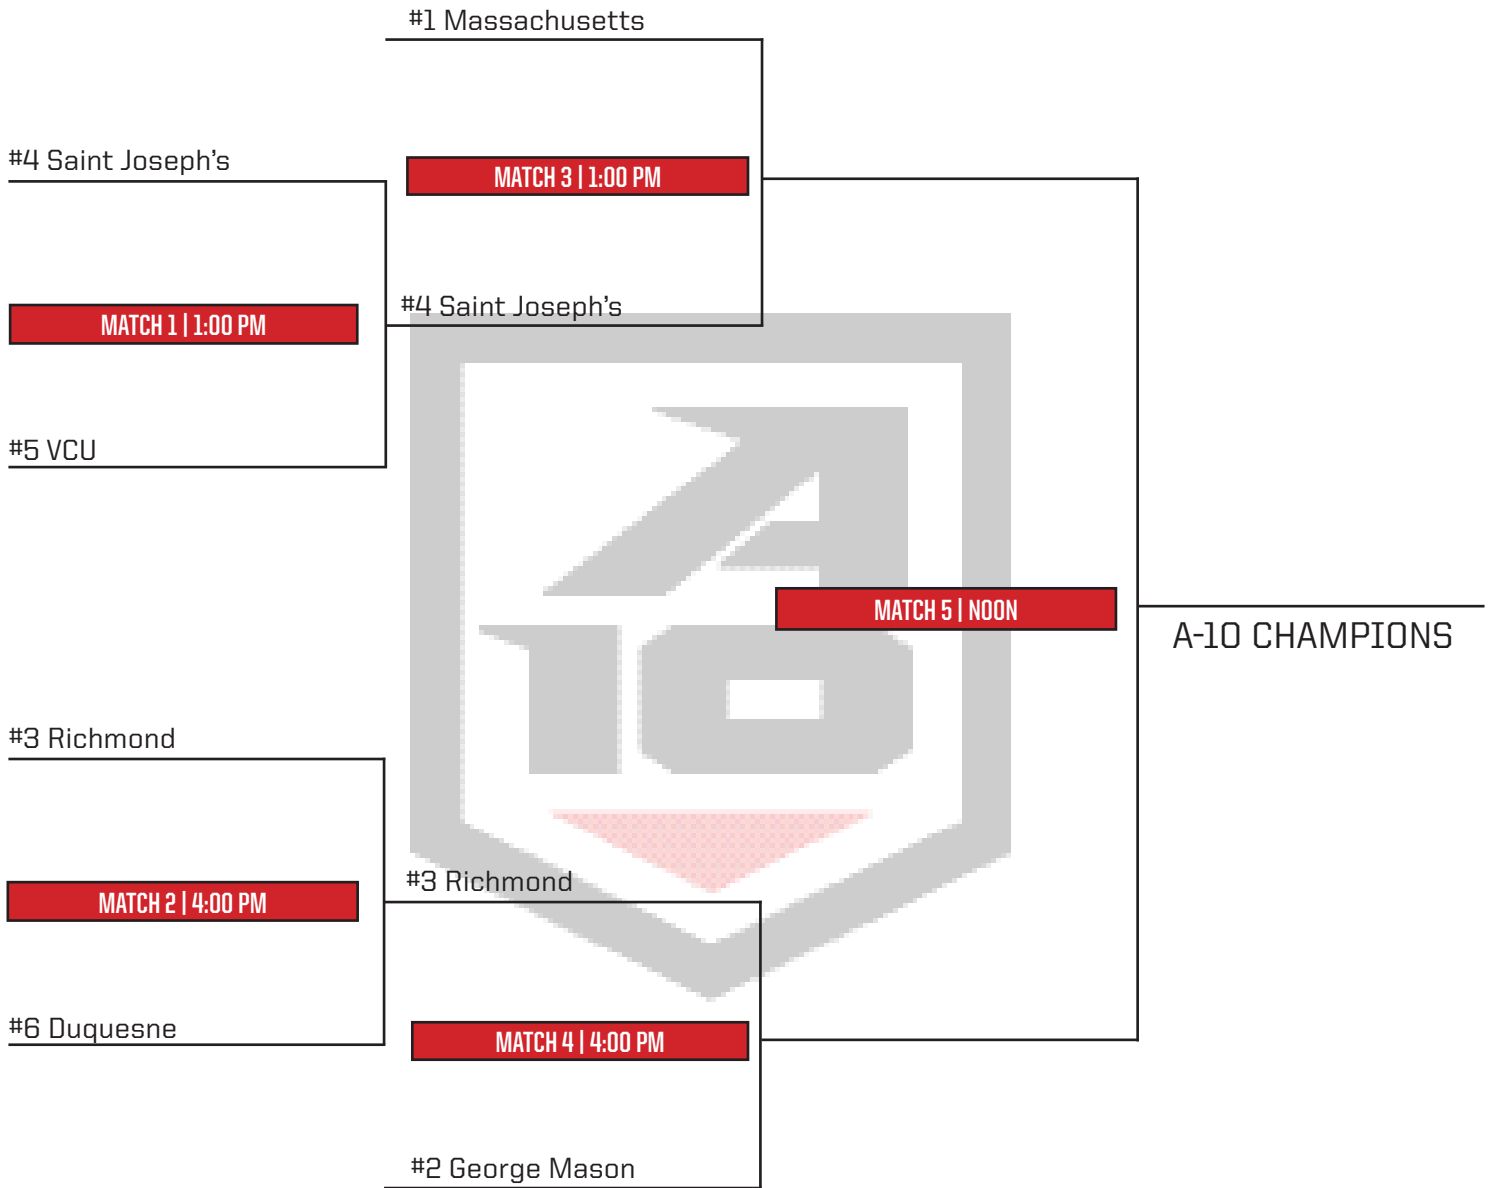 #1 Massachusetts
#4 Saint Joseph's
MATCH 3 | 1:00 PM
#4 Saint Joseph's
MATCH 1 | 1:00 PM
#5 VCU
A
10
MATCH 5 | NOON
A-10 CHAMPIONS
#3 Richmond
#3 Richmond
MATCH 2 | 4:00 PM
#6 Duquesne
MATCH 4 | 4:00 PM
#2 George Mason